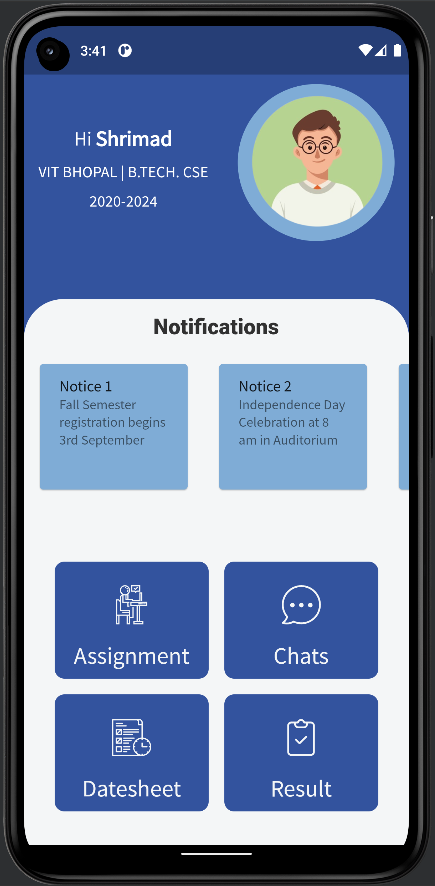 3:41
Hi Shrimad
VIT BHOPAL | B.TECH. CSE
2020-2024
Notifications
Notice 1
Fall Semester
registration begins
3rd September
Notice 2
Independence Day
Celebration at 8
am in Auditorium
Assignment
Chats
Datesheet
Result